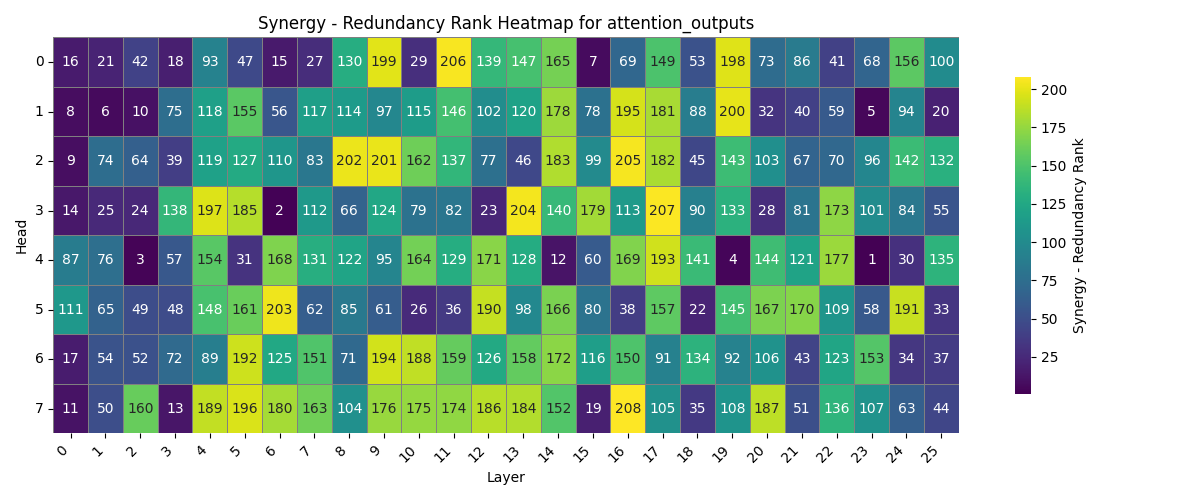 Synergy - Redundancy Rank Heatmap for attention_outputs
Head
0 16 21 42 18 93 47 15 27 130 199 29 206 139 147 165 7 69 149 53 198 73 86 41 68 156 100
1 8 6 10 75 118 155 56 117 114 97 115 146 102 120 178 78 195 181 88 200 32 40 59 5 94 20
2 9 74 64 39 119 127 110 83 202 201 162 137 77 46 183 99 205 182 45 143 103 67 70 96 142 132
3 14 25 24 138 197 185 2 112 66 124 79 82 23 204 140 179 113 207 90 133 28 81 173 101 84 55
4 87 76 3 57 154 31 168 131 122 95 164 129 171 128 12 60 169 193 141 4 144 121 177 1 30 135
5 111 65 49 48 148 161 203 62 85 61 26 36 190 98 166 80 38 157 22 145 167 170 109 58 191 33
6 17 54 52 72 89 192 125 151 71 194 188 159 126 158 172 116 150 91 134 92 106 43 123 153 34 37
7 11 50 160 13 189 196 180 163 104 176 175 174 186 184 152 19 208 105 35 108 187 51 136 107 63 44
0 1 2 3 4 5 6 7 8 9 10 11 12 13 14 15 16 17 18 19 20 21 22 23 24 25
Layer
200
175
150
125
100
75
50
25
Synergy - Redundancy Rank